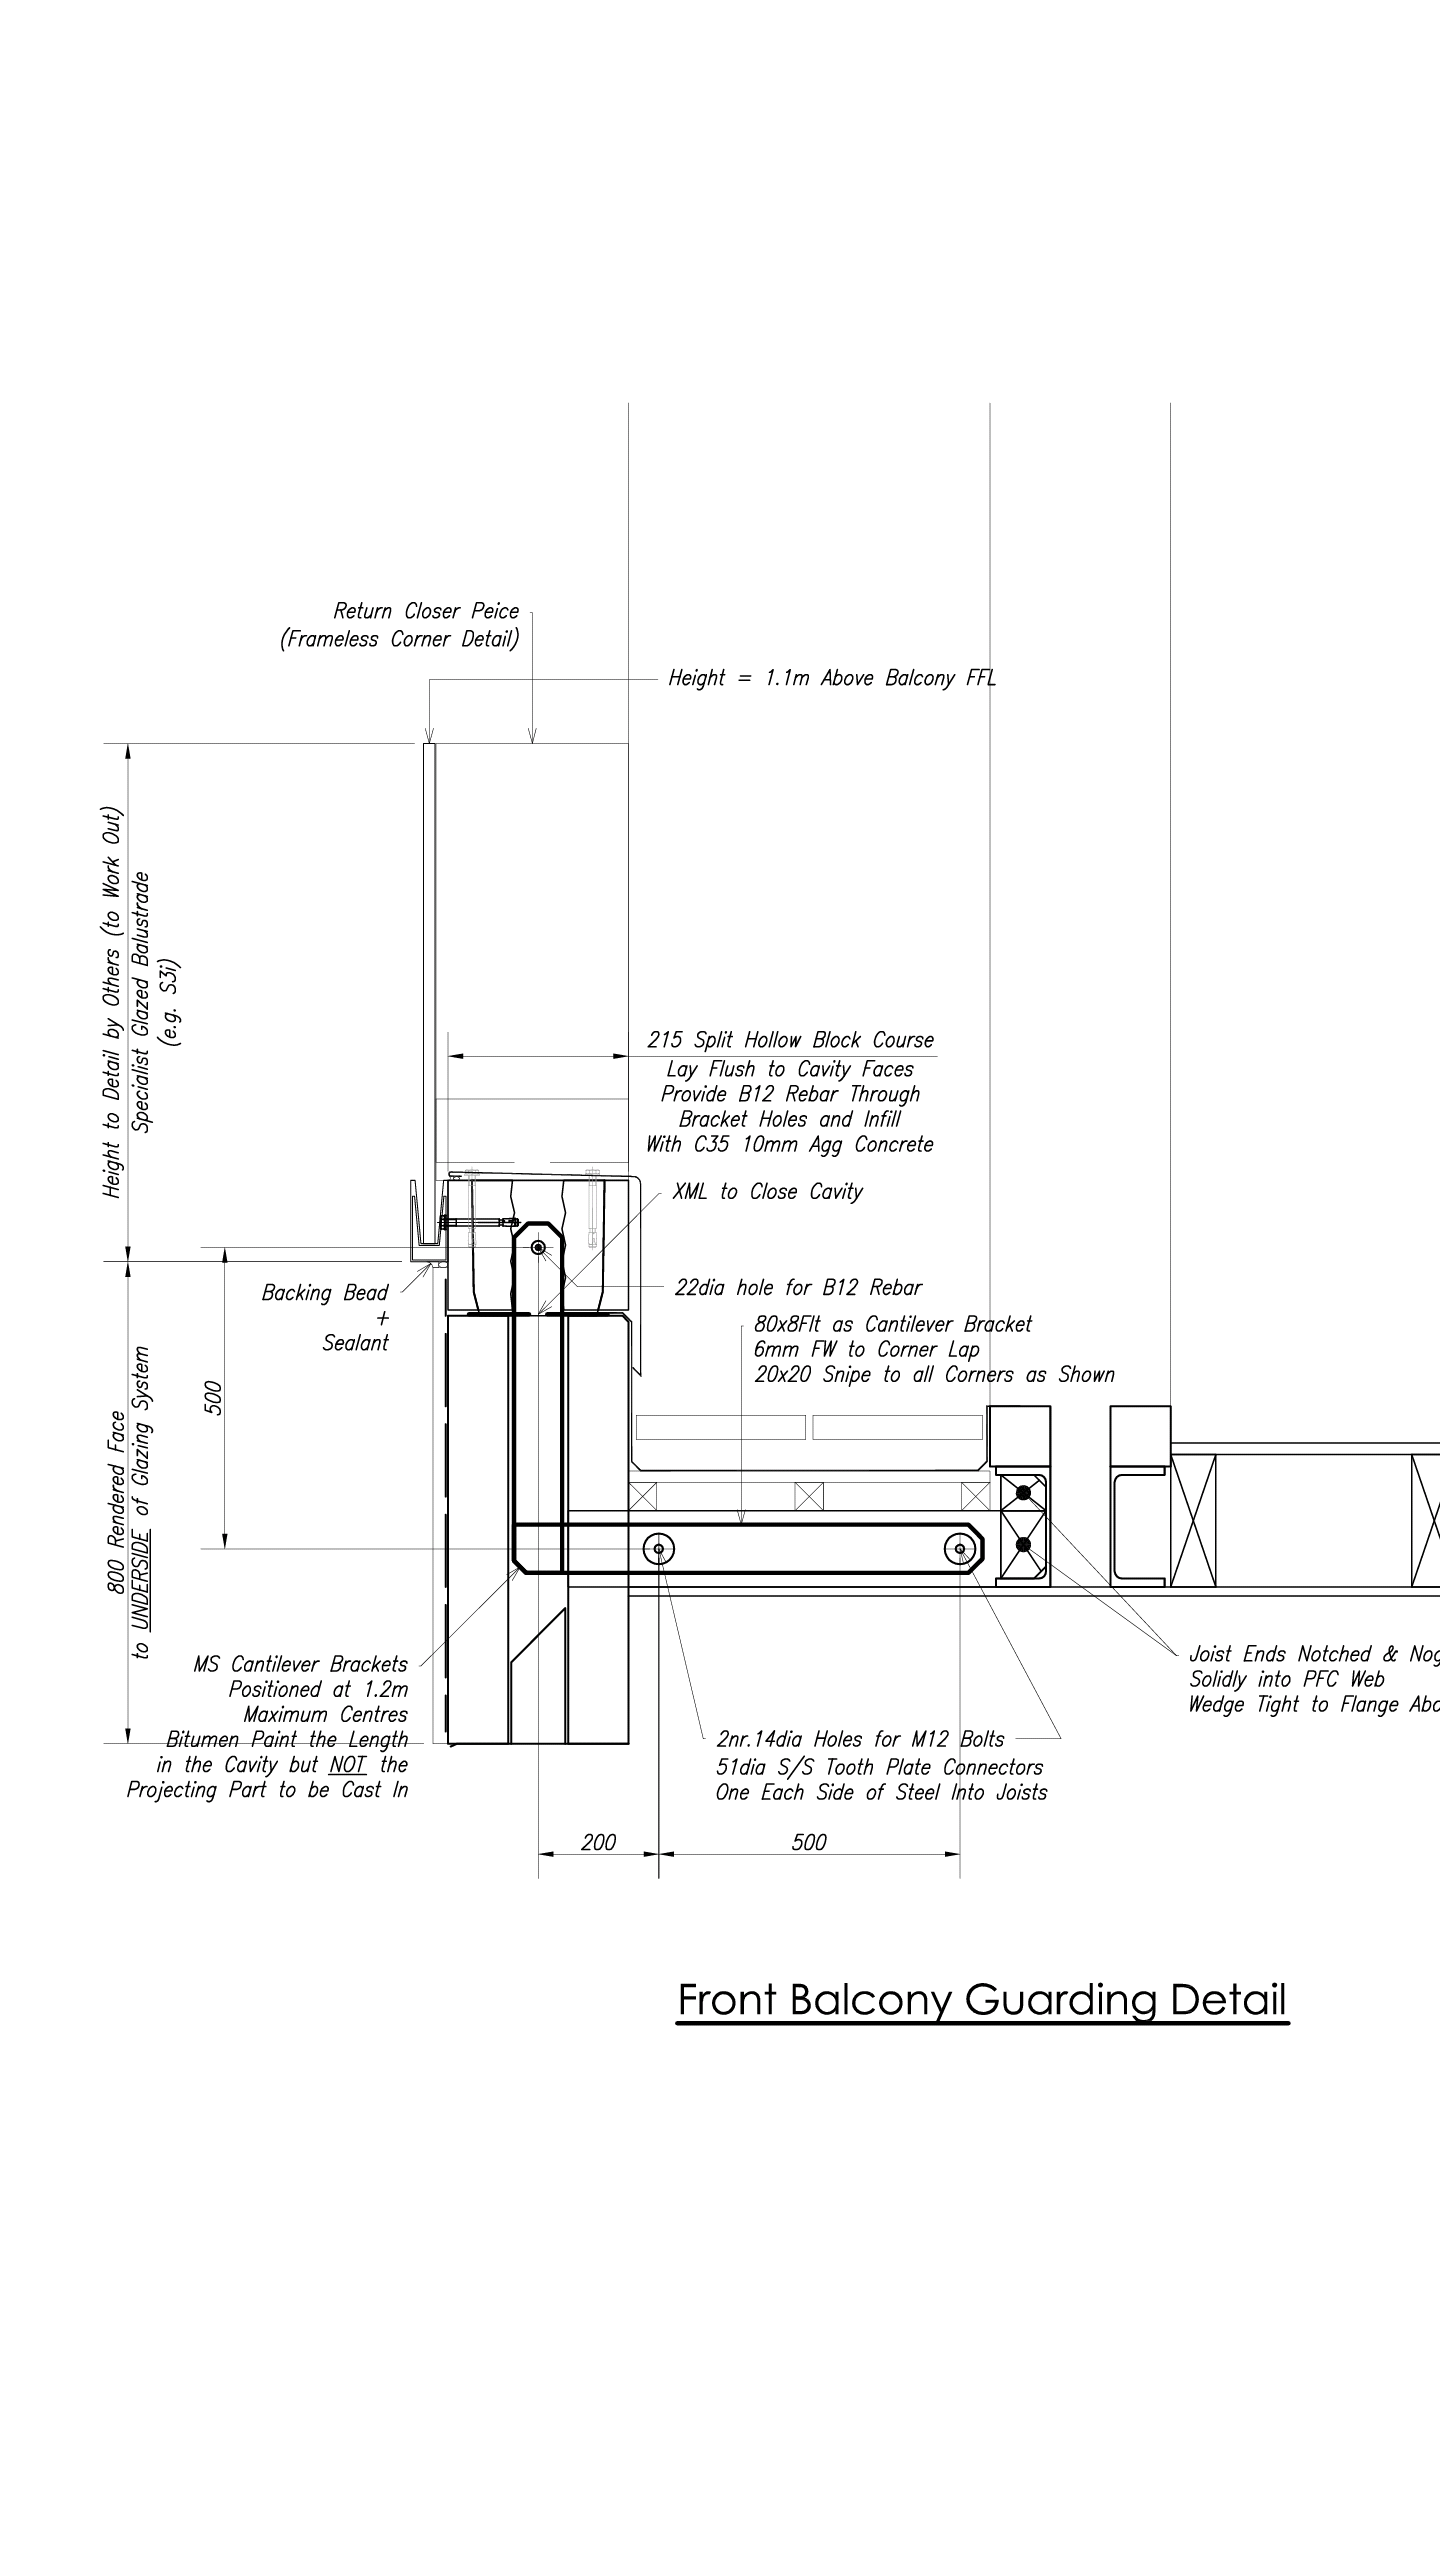 Return Closer Peice
(Frameless Corner Detail)
Height = 1.1m Above Balcony FFL
Height to Detail by Others (to Work Out)
Specialist Glazed Balustrade
(e.g. S3i)
215 Split Hollow Block Course
Lay Flush to Cavity Faces
Provide B12 Rebar Through
Bracket Holes and Infill
With C35 10mm Agg Concrete
XML to Close Cavity
22dia hole for B12 Rebar
Backing Bead
+
Sealant
80x8Flt as Cantilever Bracket
6mm FW to Corner Lap
20x20 Snipe to all Corners as Shown
500
800 Rendered Face
to UNDERSIDE of Glazing System
MS Cantilever Brackets
Positioned at 1.2m
Maximum Centres
Bitumen Paint the Length
in the Cavity but NOT the
Projecting Part to be Cast In
Joist Ends Notched &
Solidly into PFC Web
Wedge Tight to Flange
2nr.14dia Holes for M12 Bolts
51dia S/S Tooth Plate Connectors
One Each Side of Steel Into Joists
200
500
Front Balcony Guarding Detail